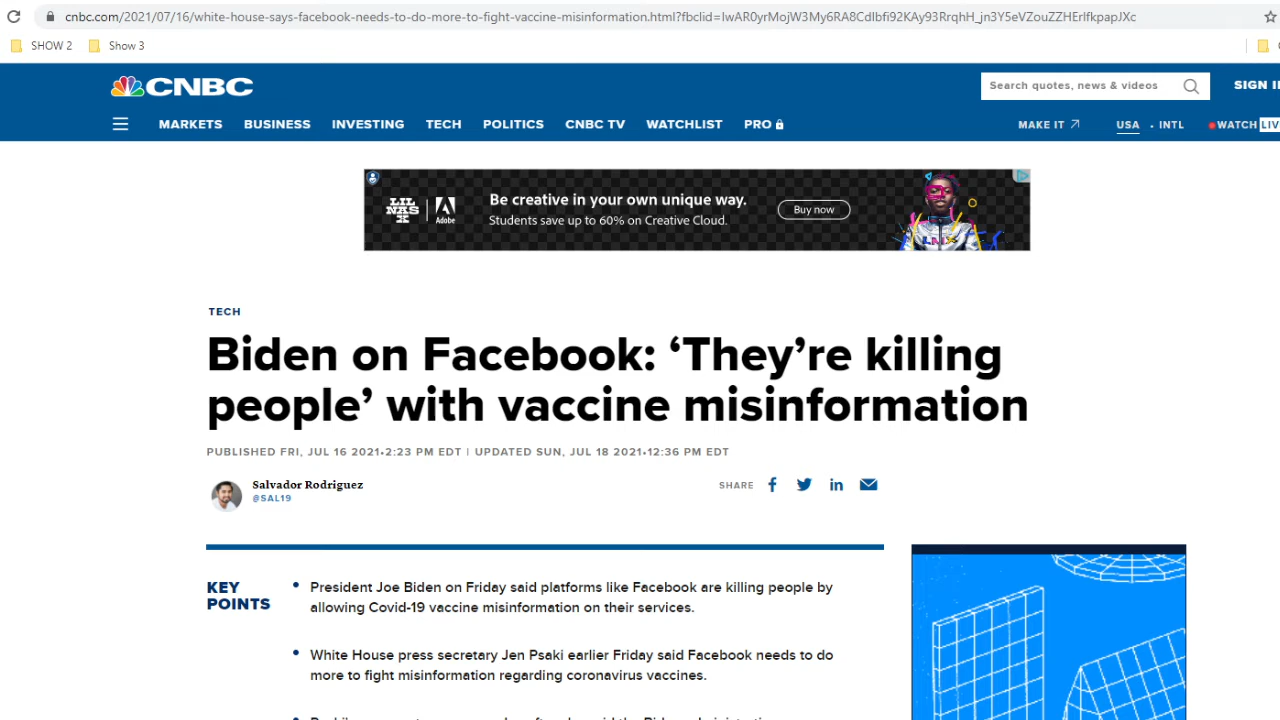 cnbc.com/2021/07/16/white-house-says-facebook-needs-to-do-more-to-fight-vaccine-misinformation.html?fbclid=IwAR0yrMojW3My6RA8CdIbfi92KAy93RrqhH_jn3Y5eVZouZZHErIfkpapJXc
SHOW 2 Show 3
CNBC
Search quotes, news & videos
SIGN
MARKETS BUSINESS INVESTING TECH POLITICS CNBC TV WATCHLIST PRO
MAKE IT USA · INTL WATCH LIV
LIL NAS X
Adobe
Be creative in your own unique way.
Students save up to 60% on Creative Cloud.
Buy now
LNX
TECH
Biden on Facebook: ‘They’re killing
people’ with vaccine misinformation
PUBLISHED FRI, JUL 16 2021•2:23 PM EDT | UPDATED SUN, JUL 18 2021•12:36 PM EDT
Salvador Rodriguez
@SAL19
SHARE
KEY
POINTS
• President Joe Biden on Friday said platforms like Facebook are killing people by
allowing Covid-19 vaccine misinformation on their services.
• White House press secretary Jen Psaki earlier Friday said Facebook needs to do
more to fight misinformation regarding coronavirus vaccines.